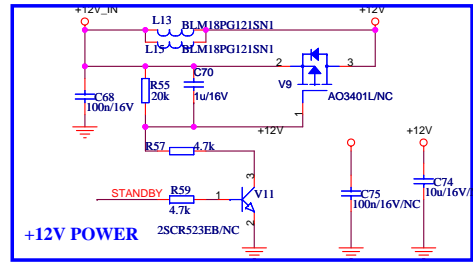 +12V_IN
+12V
L13
BLM18PG121SN1
L15
BLM18PG121SN1
C70
1u/16V
R55
20k
C68
100n/16V
2
3
V9
AO3401L/NC
1
+12V
R57
4.7k
+12V
3
STANDBY
R59
4.7k
1
V11
2
2SCR523EB/NC
C75
100n/16V/NC
C74
10u/16V/
+12V POWER